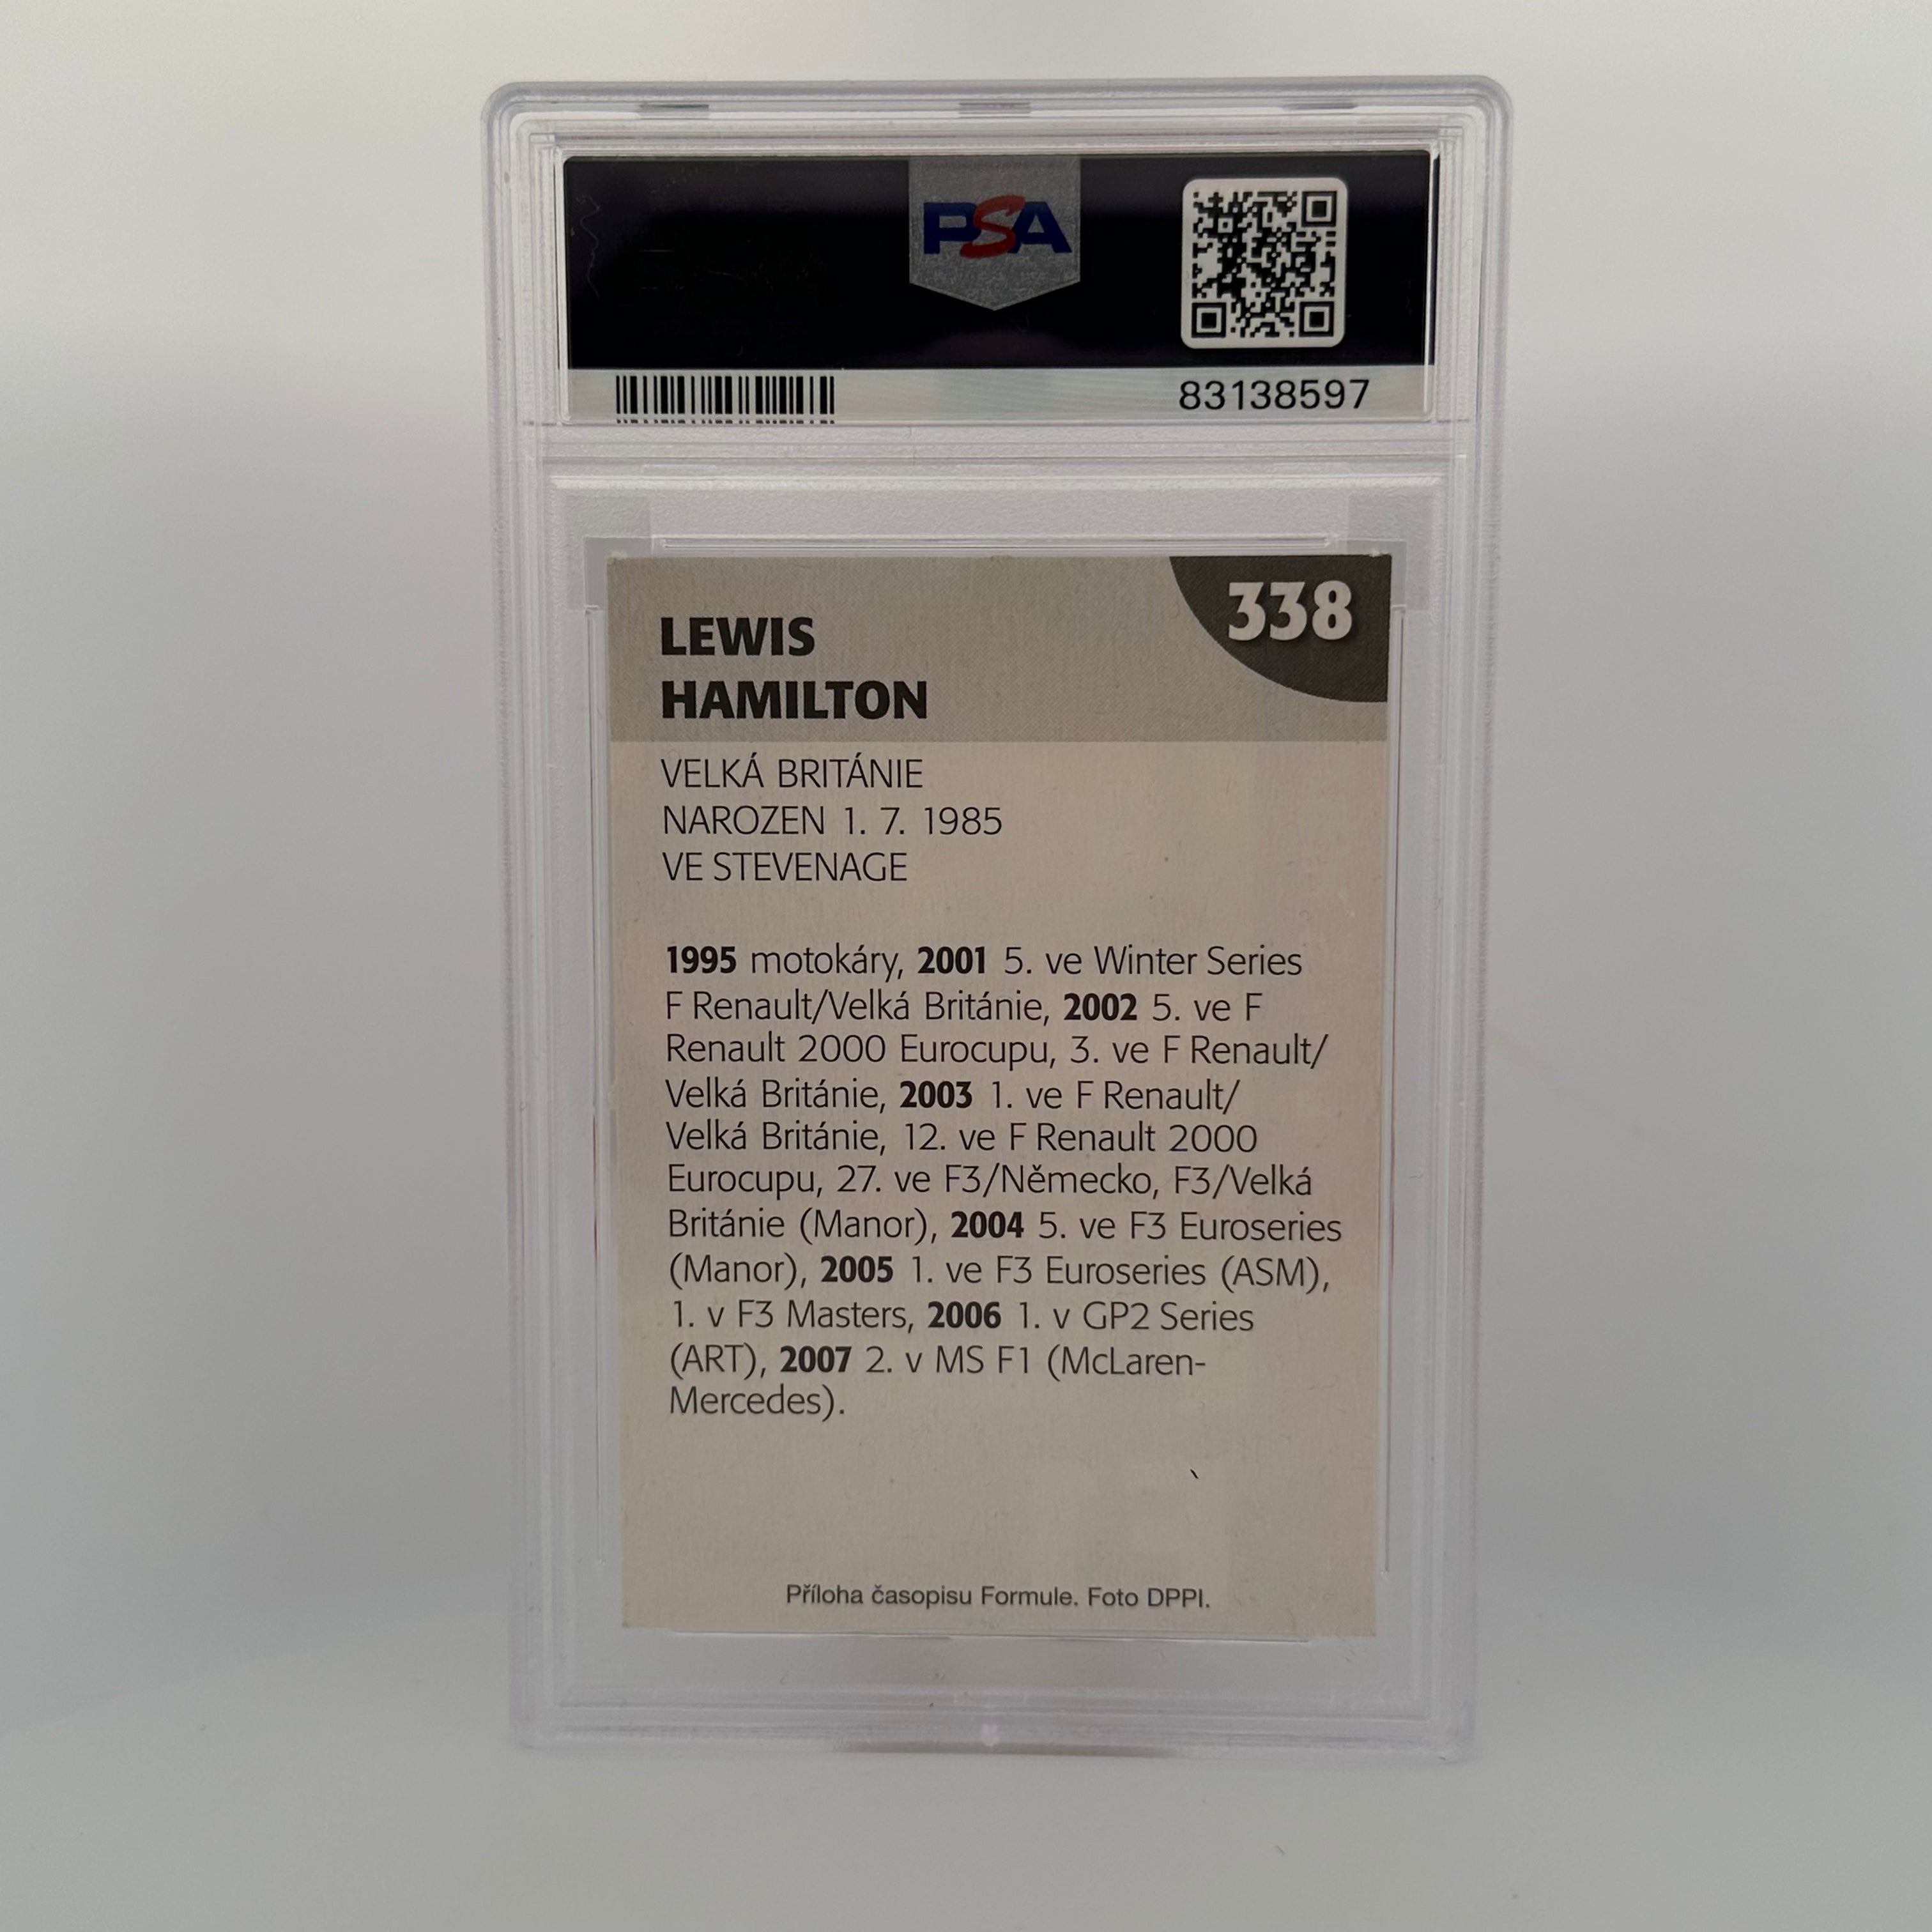 PSA
83138597
338
LEWIS
HAMILTON
VELKÁ BRITÁNIE
NAROZEN 1. 7. 1985
VE STEVENAGE
1995 motokáry, 2001 5. ve Winter Series
F Renault/Velká Británie, 2002 5. ve F
Renault 2000 Eurocupu, 3. ve F Renault/
Velká Británie, 2003 1. ve F Renault/
Velká Británie, 12. ve F Renault 2000
Eurocupu, 27. ve F3/Německo, F3/Velká
Británie (Manor), 2004 5. ve F3 Euroseries
(Manor), 2005 1. ve F3 Euroseries (ASM),
1. v F3 Masters, 2006 1. v GP2 Series
(ART), 2007 2. v MS F1 (McLaren-
Mercedes).
Příloha časopisu Formule. Foto DPPI.